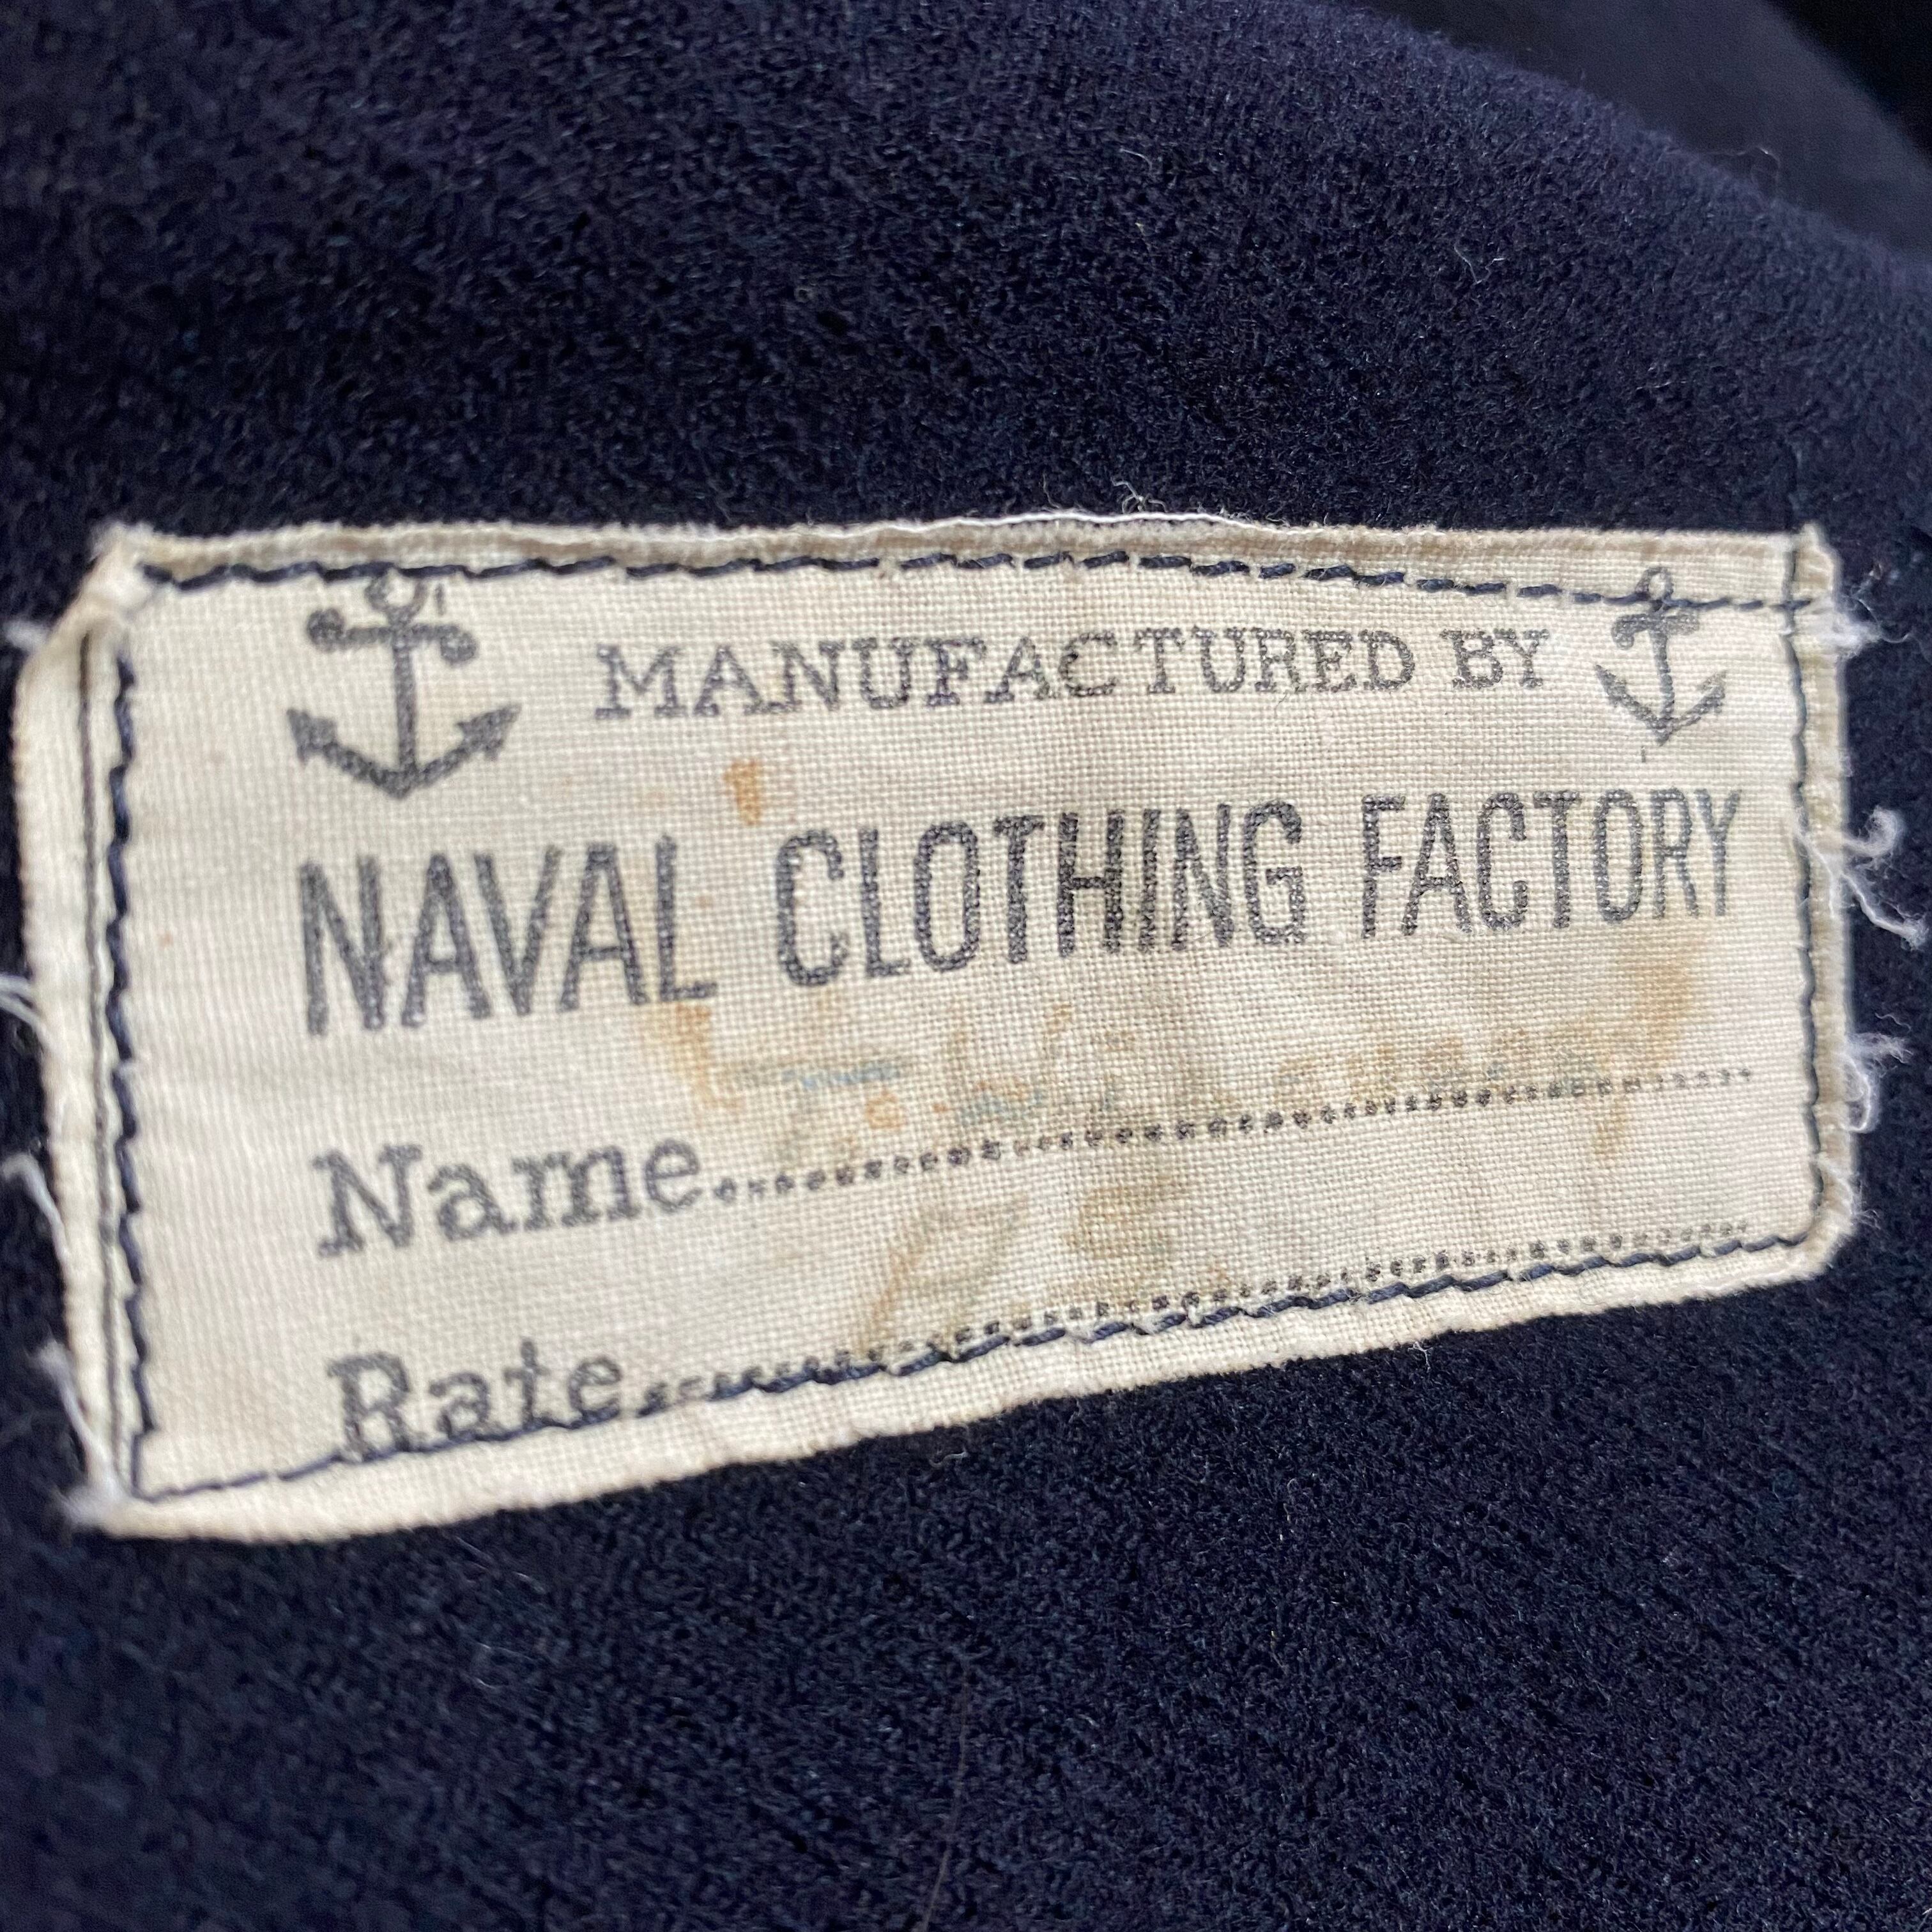 MANUFACTURED BY
NAVAL CLOTHING FACTORY
Name....................
Rate....................